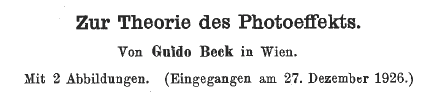 Zur Theorie des Photoeffekts.
Von Guido Beck in Wien.
Mit 2 Abbildungen. (Eingegangen am 27. Dezember 1926.)